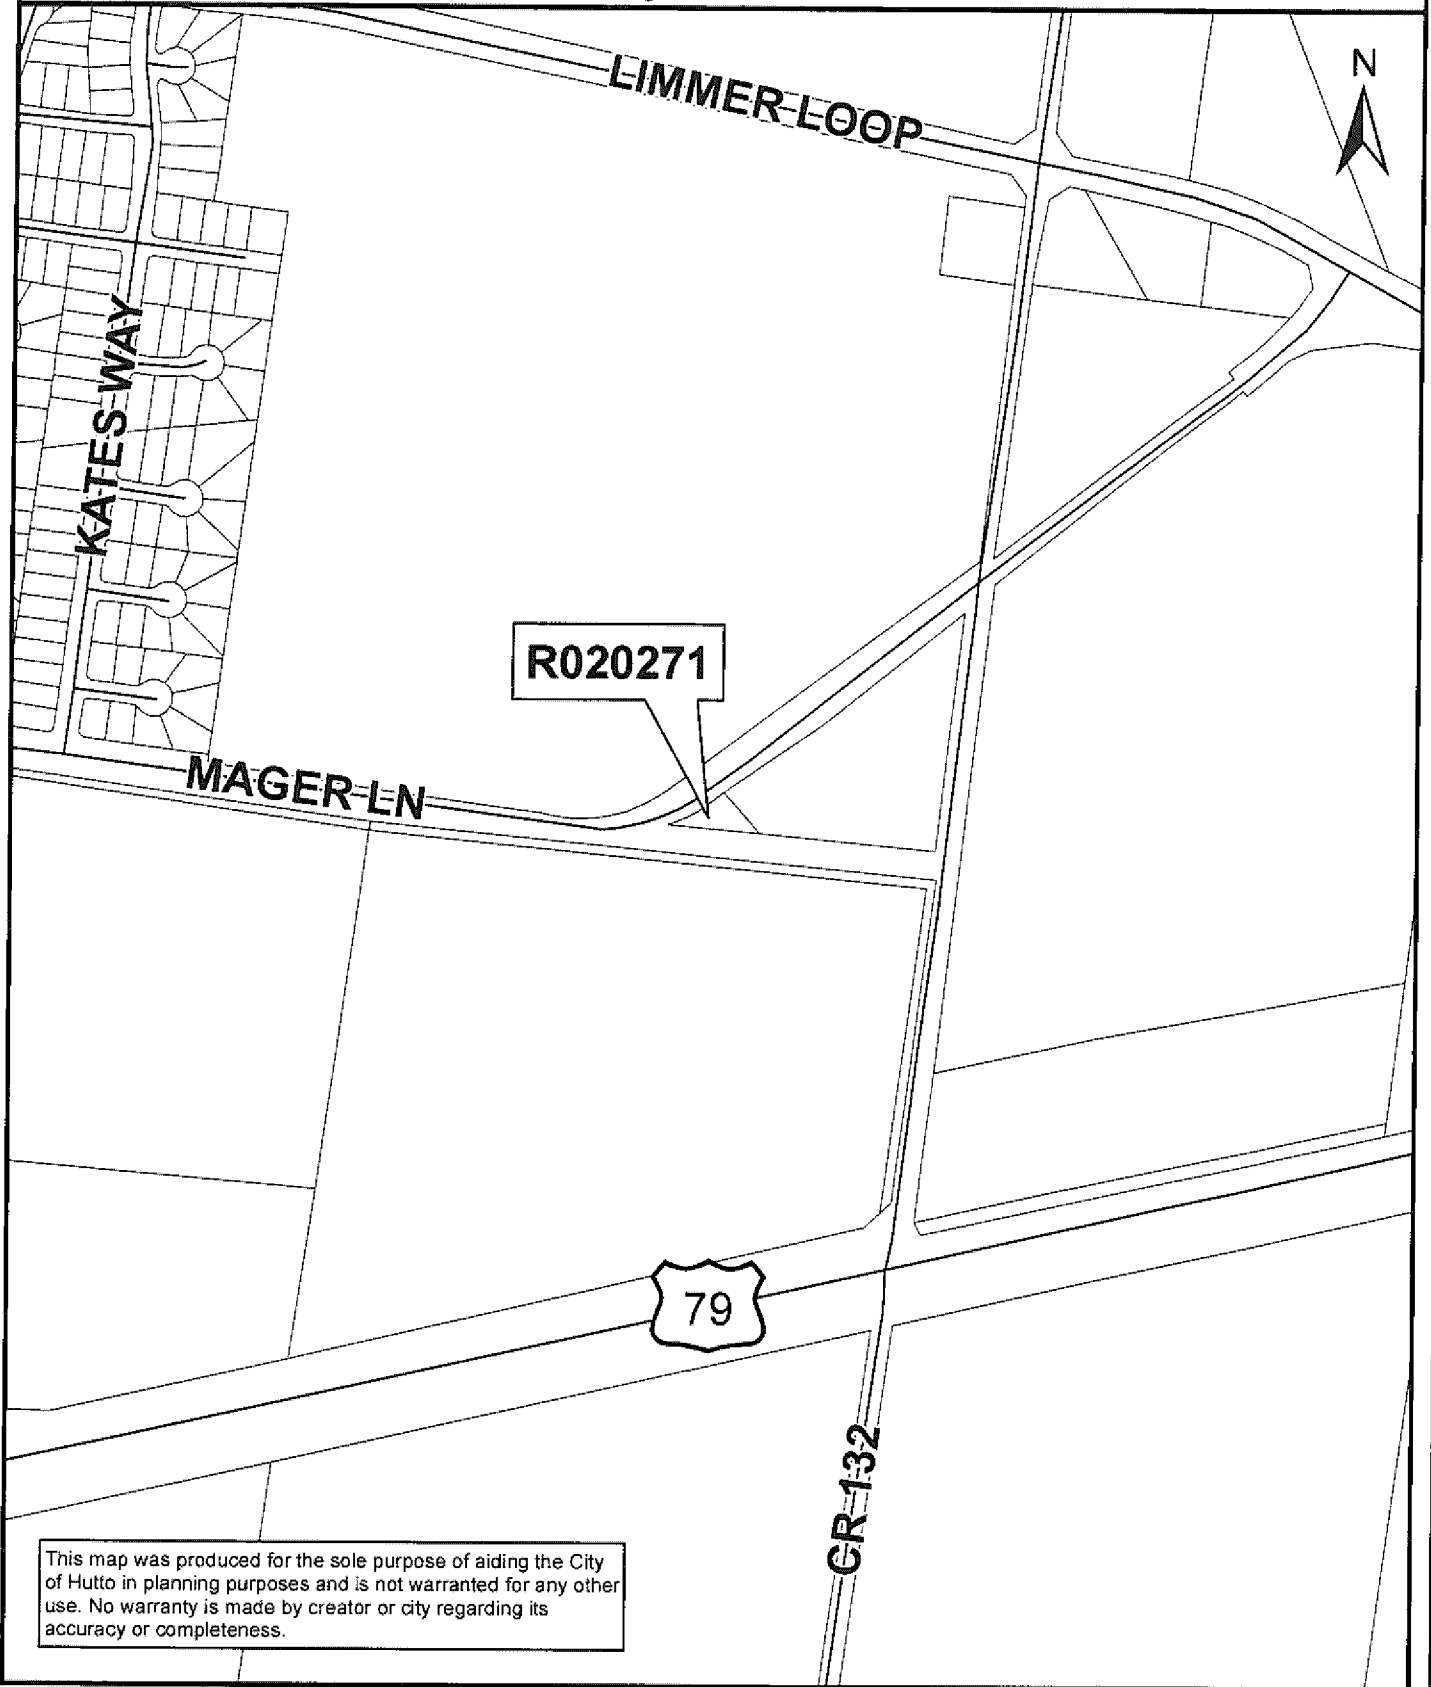 LIMMER LOOP
N
KATES WAY
R020271
MAGER LN
79
CR 132
This map was produced for the sole purpose of aiding the City
of Hutto in planning purposes and is not warranted for any other
use. No warranty is made by creator or city regarding its
accuracy or completeness.